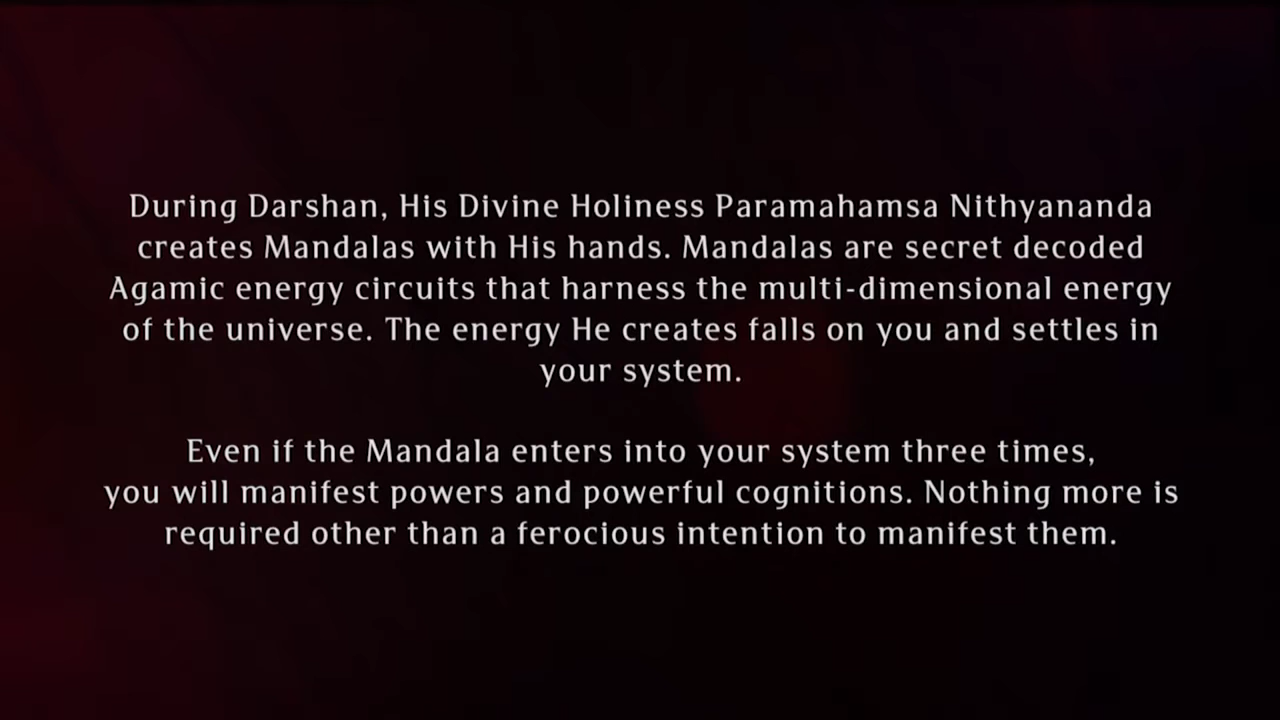 During Darshan, His Divine Holiness Paramahamsa Nithyananda
creates Mandalas with His hands. Mandalas are secret decoded
Agamic energy circuits that harness the multi-dimensional energy
of the universe. The energy He creates falls on you and settles in
your system.
Even if the Mandala enters into your system three times,
you will manifest powers and powerful cognitions. Nothing more is
required other than a ferocious intention to manifest them.